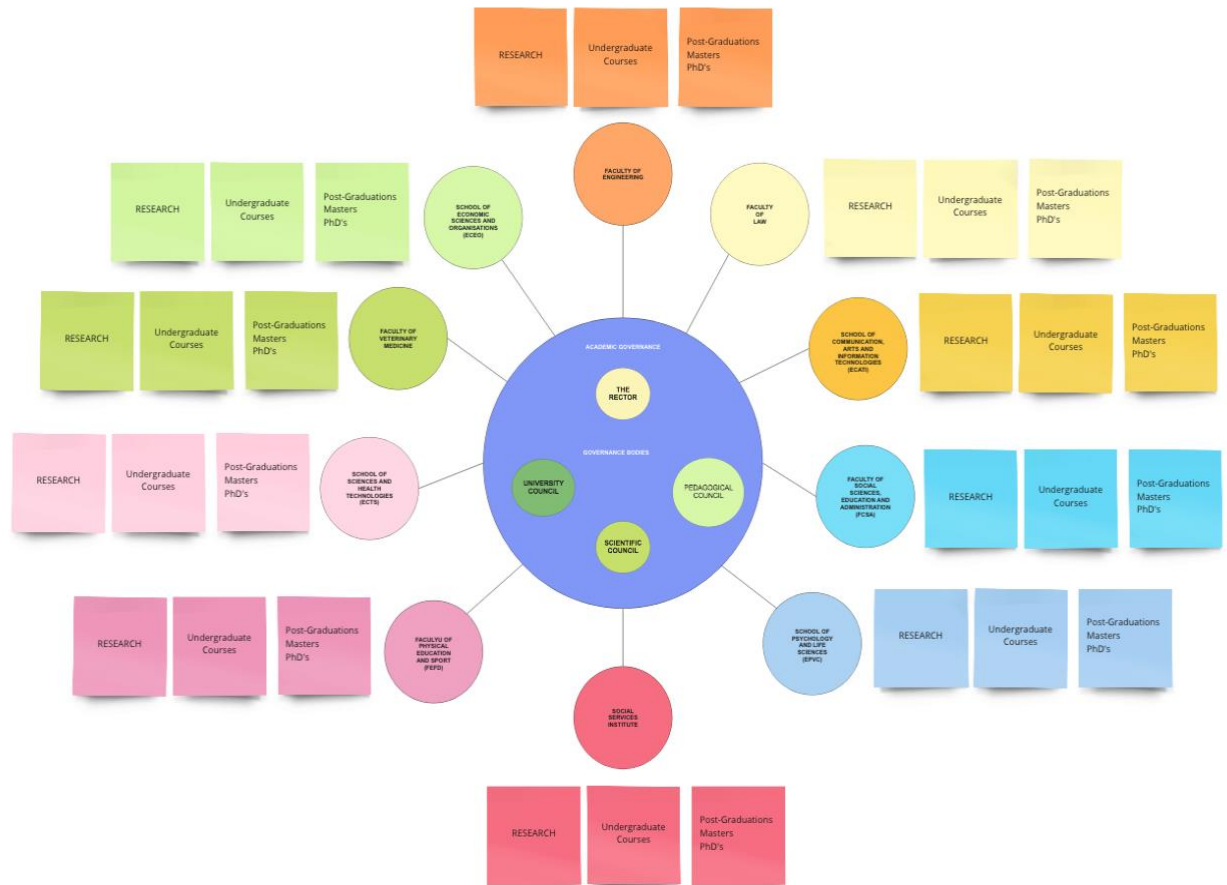 RESEARCH
Undergraduate
Courses
Post-Graduations
Masters
PhD's
FACULTY OF
ENGINEERING
RESEARCH
Undergraduate
Courses
Post-Graduations
Masters
PhD's
SCHOOL OF
ECONOMIC
SCIENCES AND
ORGANISATIONS
(ECEO)
FACULTY
OF
LAW
RESEARCH
Undergraduate
Courses
Post-Graduations
Masters
PhD's
RESEARCH
Undergraduate
Courses
Post-Graduations
Masters
PhD's
FACULTY OF
VETERINARY
MEDICINE
ACADEMIC GOVERNANCE
THE
RECTOR
SCHOOL OF
COMMUNICATION,
ARTS AND
INFORMATION
TECHNOLOGIES
(ECATI)
RESEARCH
Undergraduate
Courses
Post-Graduations
Masters
PhD's
RESEARCH
Undergraduate
Courses
Post-Graduations
Masters
PhD's
SCHOOL OF
SCIENCES AND
HEALTH
TECHNOLOGIES
(ECTS)
GOVERNANCE BODIES
UNIVERSITY
COUNCIL
PEDAGOGICAL
COUNCIL
SCIENTIFIC
COUNCIL
FACULTY OF
SOCIAL
SCIENCES,
EDUCATION AND
ADMINISTRATION
(FCSA)
RESEARCH
Undergraduate
Courses
Post-Graduations
Masters
PhD's
RESEARCH
Undergraduate
Courses
Post-Graduations
Masters
PhD's
FACULYU OF
PHYSICAL
EDUCATION
AND SPORT
(FEFD)
SCHOOL OF
PSYCHOLOGY
AND LIFE
SCIENCES
(EPVC)
RESEARCH
Undergraduate
Courses
Post-Graduations
Masters
PhD's
SOCIAL
SERVICES
INSTITUTE
RESEARCH
Undergraduate
Courses
Post-Graduations
Masters
PhD's